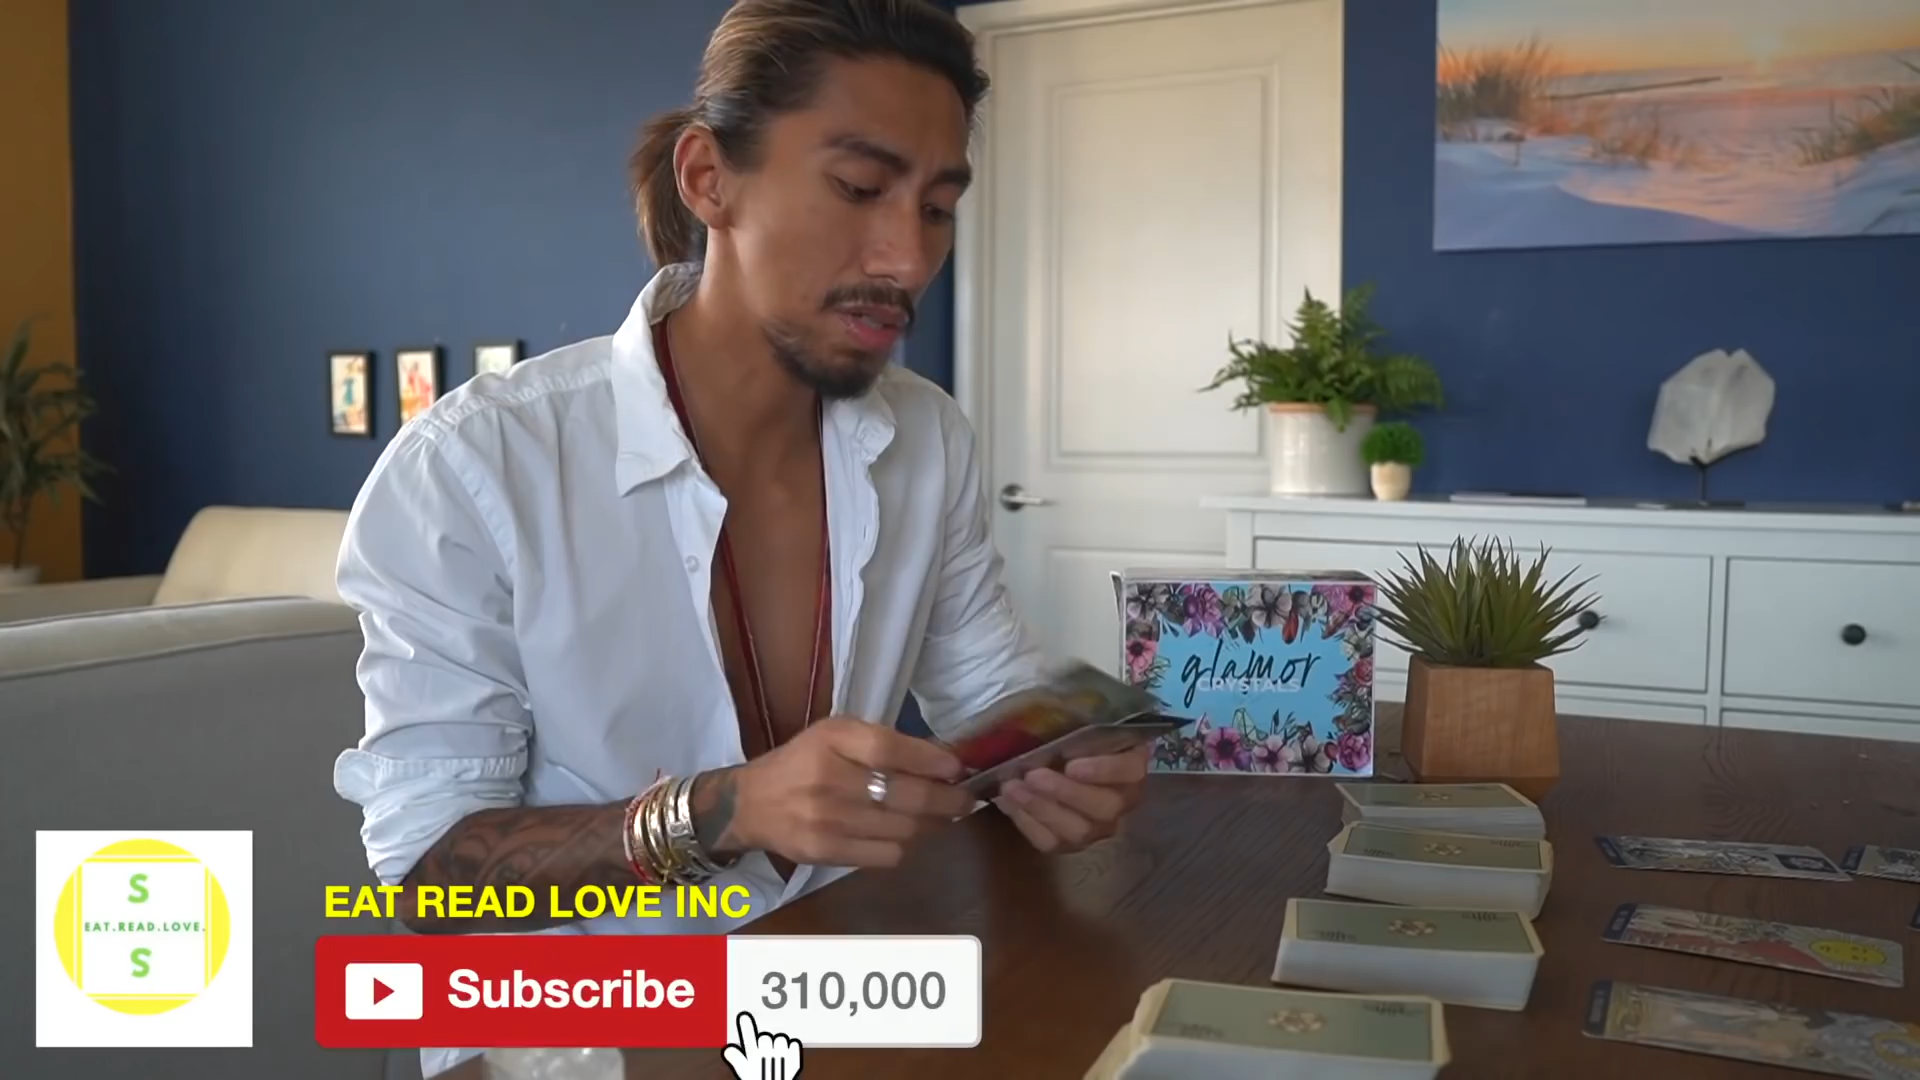 glamor
CRYSTALS
EAT READ LOVE INC
S
EAT.READ.LOVE.
S
Subscribe
310,000